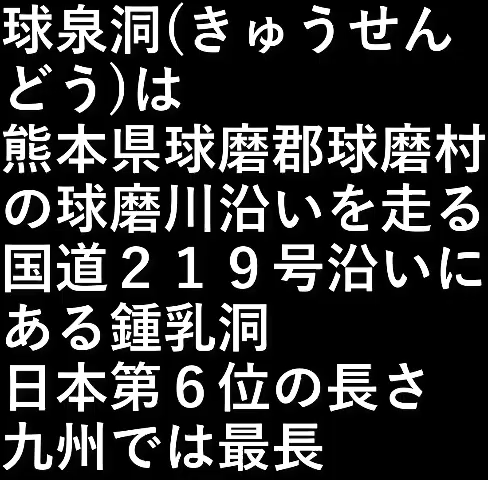 球泉洞(きゅうせん
どう)は
熊本県球磨郡球磨村
の球磨川沿いを走る
国道２１９号沿いに
ある鍾乳洞
日本第６位の長さ
九州では最長